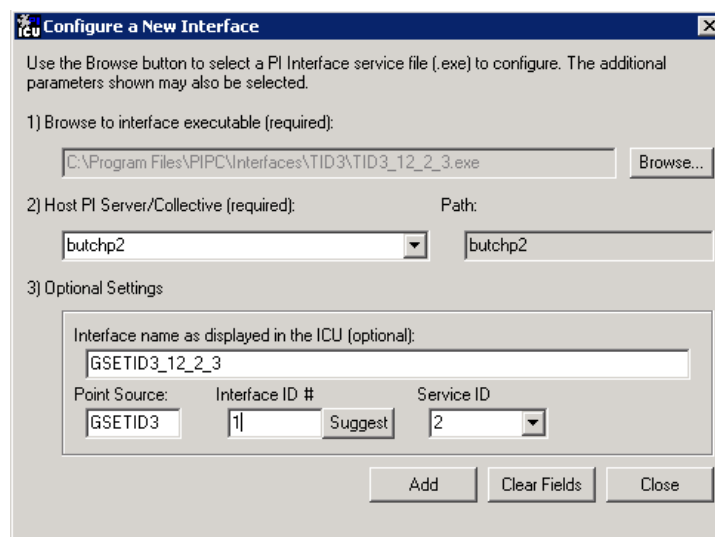 ICU Configure a New Interface
Use the Browse button to select a PI Interface service file (.exe) to configure. The additional
parameters shown may also be selected.
1) Browse to interface executable (required):
C:\Program Files\PIPC\Interfaces\TID3\TID3_12_2_3.exe Browse...
2) Host PI Server/Collective (required): Path:
butchp2 butchp2
3) Optional Settings
Interface name as displayed in the ICU (optional):
GSETID3_12_2_3
Point Source: Interface ID # Service ID
GSETID3 1 Suggest 2
Add Clear Fields Close